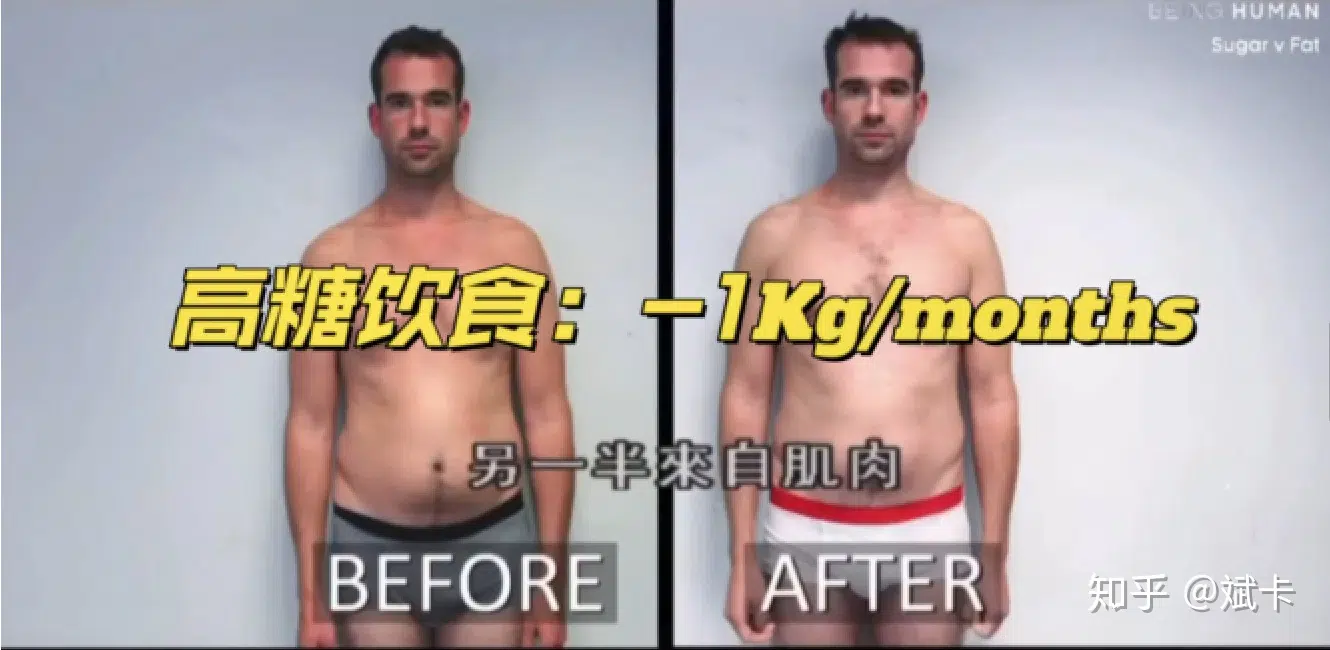 BEING HUMAN
Sugar v Fat
高糖饮食：-1Kg/months
另一半來自肌肉
BEFORE
AFTER
知乎 @斌卡